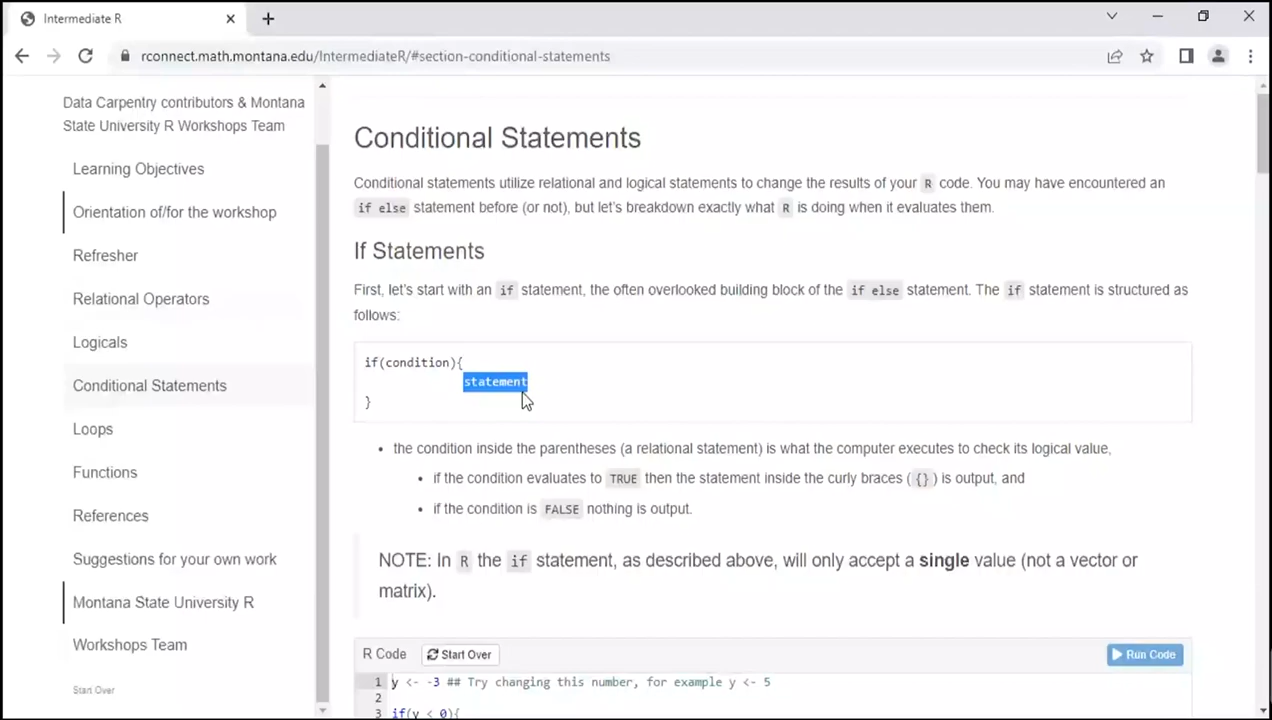 Intermediate R
rconnect.math.montana.edu/IntermediateR/#section-conditional-statements
Data Carpentry contributors & Montana
State University R Workshops Team
Learning Objectives
Orientation of/for the workshop
Refresher
Relational Operators
Logicals
Conditional Statements
Loops
Functions
References
Suggestions for your own work
Montana State University R
Workshops Team
Start Over
Conditional Statements
Conditional statements utilize relational and logical statements to change the results of your R code. You may have encountered an
if else statement before (or not), but let's breakdown exactly what R is doing when it evaluates them.
If Statements
First, let's start with an if statement, the often overlooked building block of the if else statement. The if statement is structured as
follows:
if(condition){
statement
}
• the condition inside the parentheses (a relational statement) is what the computer executes to check its logical value,
• if the condition evaluates to TRUE then the statement inside the curly braces ( {} ) is output, and
• if the condition is FALSE nothing is output.
NOTE: In R the if statement, as described above, will only accept a single value (not a vector or
matrix).
R Code Start Over Run Code
1 y <- -3 ## Try changing this number, for example y <- 5
2
3 if(y < 0){